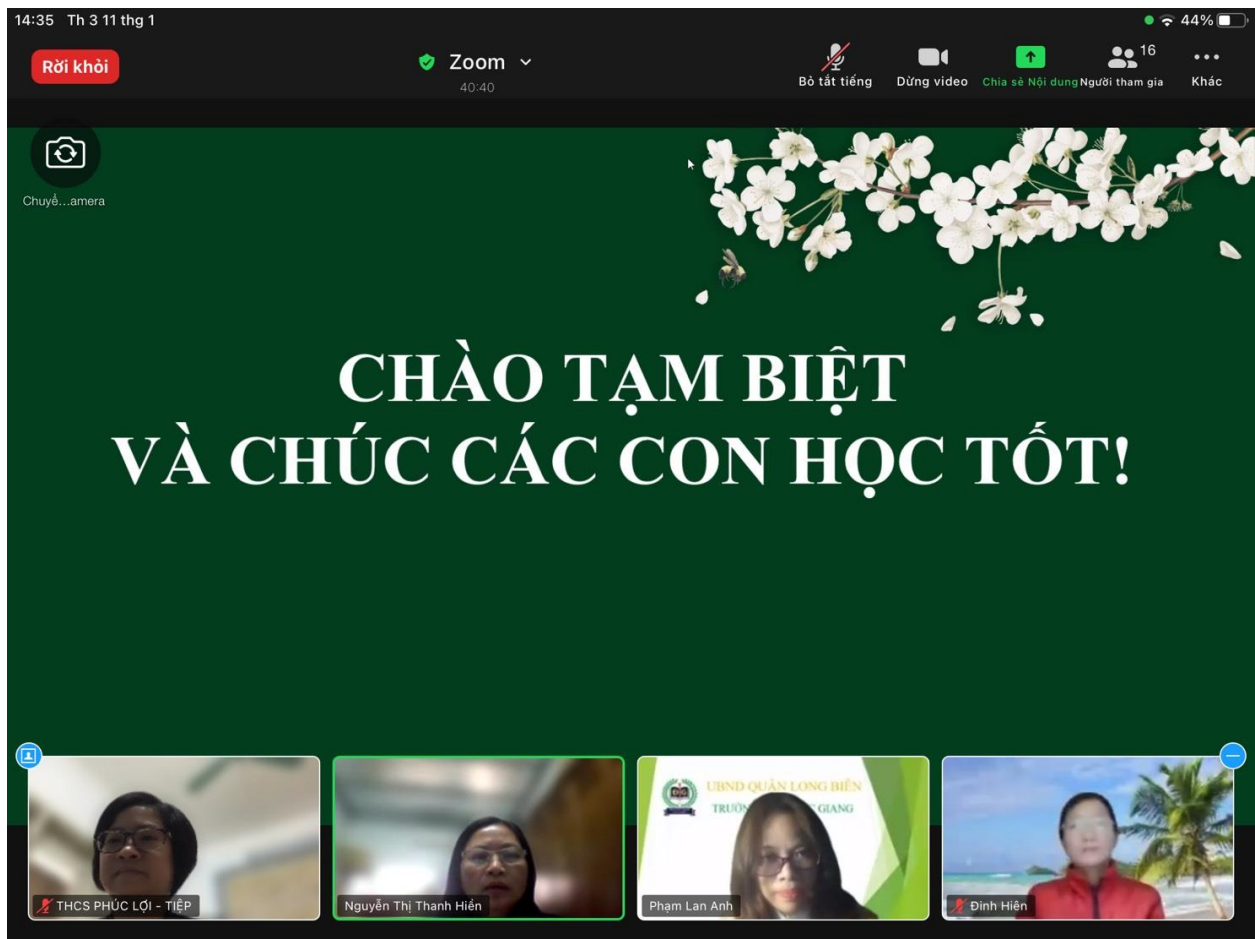 14:35 Th 3 11 thg 1
44%
Rời khỏi
Zoom
40:40
Bỏ tắt tiếng
Dừng video
Chia sẻ Nội dung
Người tham gia
16
Khác
Chuyể...amera
CHÀO TẠM BIỆT
VÀ CHÚC CÁC CON HỌC TỐT!
THCS PHÚC LỢI - TIỆP
Nguyễn Thị Thanh Hiền
UBND QUẬN LONG BIÊN
GIANG
Phạm Lan Anh
Đinh Hiên